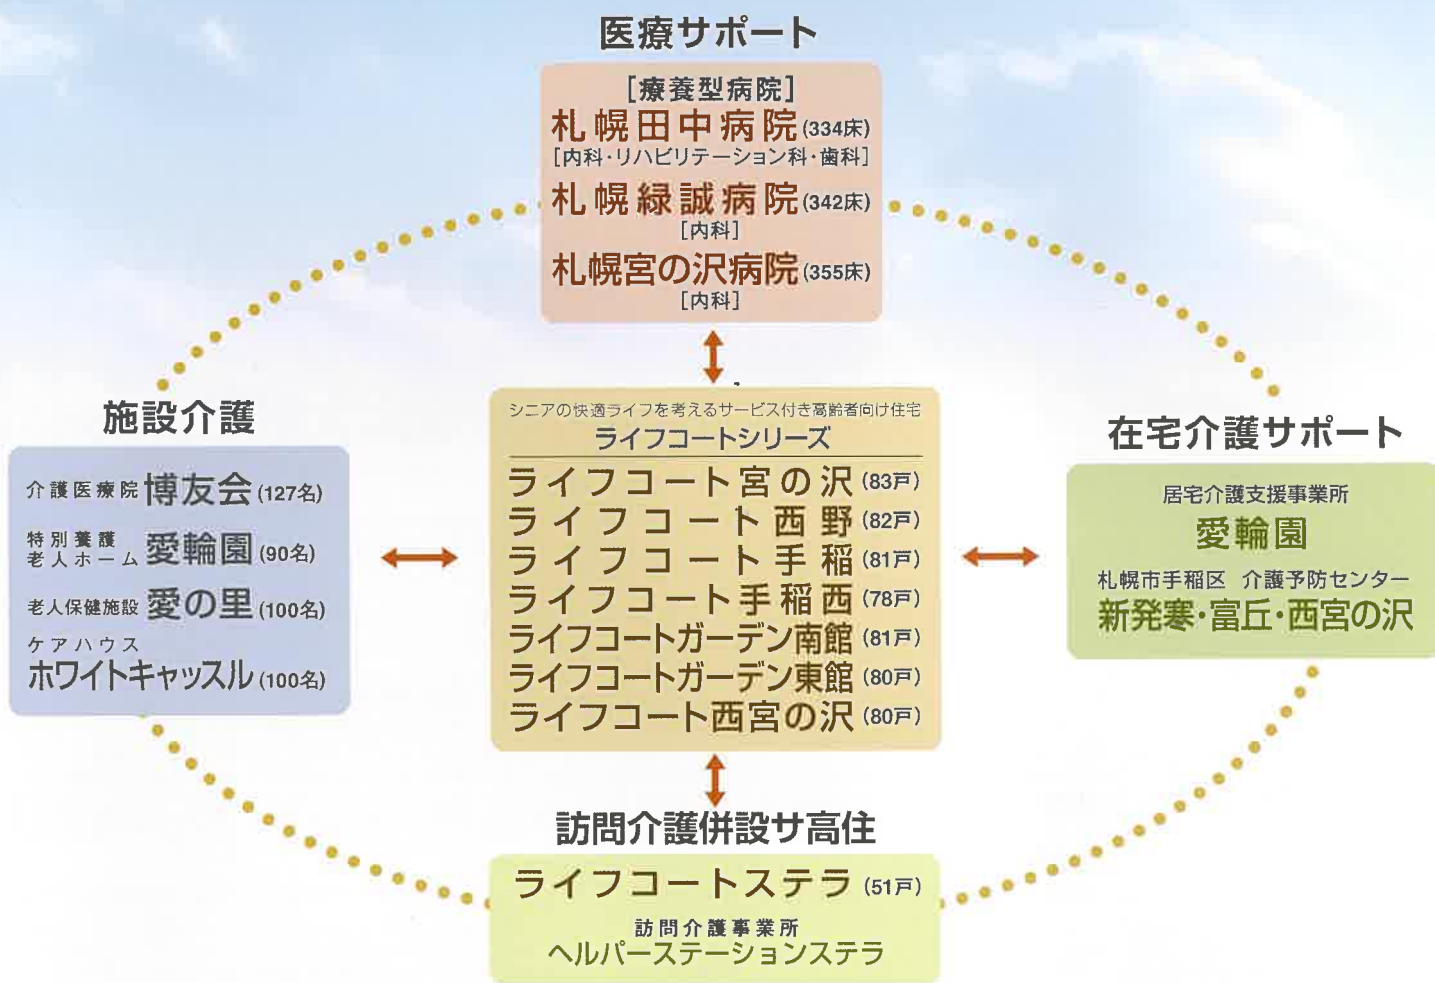 医療サポート
[療養型病院]
札幌田中病院(334床)
[内科・リハビリテーション科・歯科]
札幌緑誠病院(342床)
[内科]
札幌宮の沢病院(355床)
[内科]
施設介護
介護医療院 博友会(127名)
特別養護
老人ホーム 愛輪園(90名)
老人保健施設 愛の里(100名)
ケアハウス
ホワイトキャッスル(100名)
シニアの快適ライフを考えるサービス付き高齢者向け住宅
ライフコートシリーズ
ライフコート宮の沢(83戸)
ライフコート西野(82戸)
ライフコート手稲(81戸)
ライフコート手稲西(78戸)
ライフコートガーデン南館(81戸)
ライフコートガーデン東館(80戸)
ライフコート西宮の沢(80戸)
在宅介護サポート
居宅介護支援事業所
愛輪園
札幌市手稲区 介護予防センター
新発寒・富丘・西宮の沢
訪問介護併設サ高住
ライフコートステラ(51戸)
訪問介護事業所
ヘルパーステーションステラ